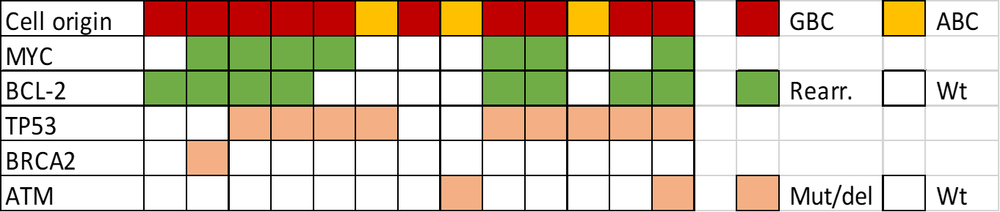 Cell origin GBC ABC
MYC
BCL-2 Rearr. Wt
TP53
BRCA2
ATM Mut/del Wt